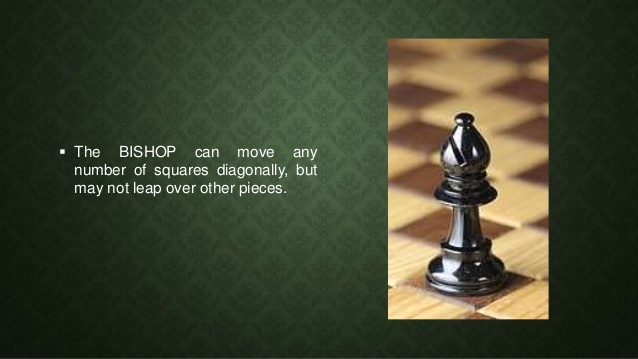 ▪ The BISHOP can move any
number of squares diagonally, but
may not leap over other pieces.